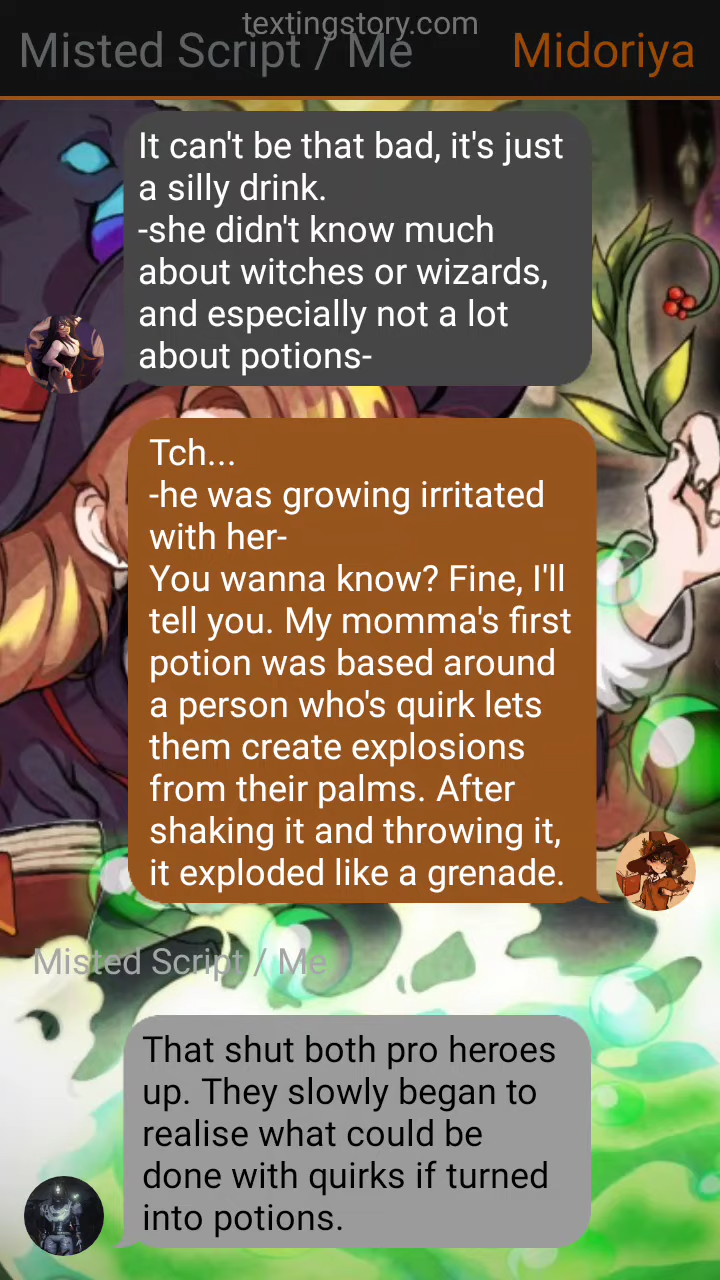 textingstory.com
Misted Script / Me
Midoriya
It can't be that bad, it's just
a silly drink.
-she didn't know much
about witches or wizards,
and especially not a lot
about potions-
Tch...
-he was growing irritated
with her-
You wanna know? Fine, I'll
tell you. My momma's first
potion was based around
a person who's quirk lets
them create explosions
from their palms. After
shaking it and throwing it,
it exploded like a grenade.
Misted Script / Me
That shut both pro heroes
up. They slowly began to
realise what could be
done with quirks if turned
into potions.